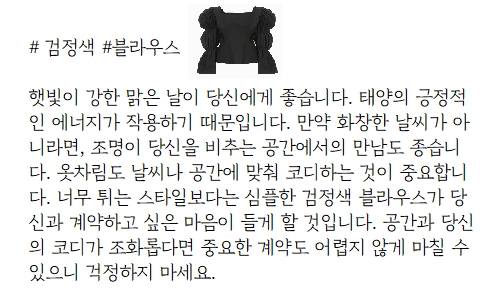 # 검정색 #블라우스
햇빛이 강한 맑은 날이 당신에게 좋습니다. 태양의 긍정적
인 에너지가 작용하기 때문입니다. 만약 화창한 날씨가 아
니라면, 조명이 당신을 비추는 공간에서의 만남도 좋습니
다. 옷차림도 날씨나 공간에 맞춰 코디하는 것이 중요합니
다. 너무 튀는 스타일보다는 심플한 검정색 블라우스가 당
신과 계약하고 싶은 마음이 들게 할 것입니다. 공간과 당신
의 코디가 조화롭다면 중요한 계약도 어렵지 않게 마칠 수
있으니 걱정하지 마세요.